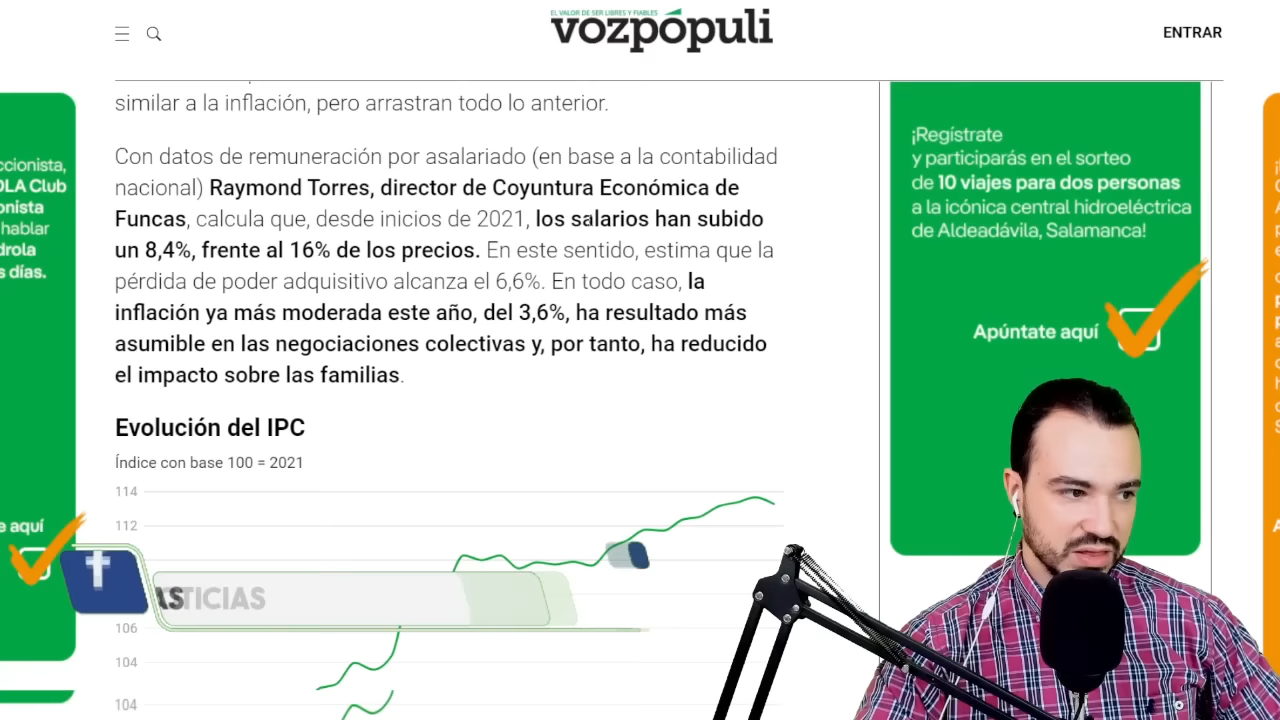 EL VALOR DE SER LIBRES Y FIABLES
vozpópuli
ENTRAR
similar a la inflación, pero arrastran todo lo anterior.
Con datos de remuneración por asalariado (en base a la contabilidad
nacional) Raymond Torres, director de Coyuntura Económica de
Funcas, calcula que, desde inicios de 2021, los salarios han subido
un 8,4%, frente al 16% de los precios. En este sentido, estima que la
pérdida de poder adquisitivo alcanza el 6,6%. En todo caso, la
inflación ya más moderada este año, del 3,6%, ha resultado más
asumible en las negociaciones colectivas y, por tanto, ha reducido
el impacto sobre las familias.
Evolución del IPC
Índice con base 100 = 2021
114
112
106
104
104
ccionista,
OLA Club
onista
hablar
drola
s días.
e aquí
ASTICIAS
¡Regístrate
y participarás en el sorteo
de 10 viajes para dos personas
a la icónica central hidroeléctrica
de Aldeadávila, Salamanca!
Apúntate aquí